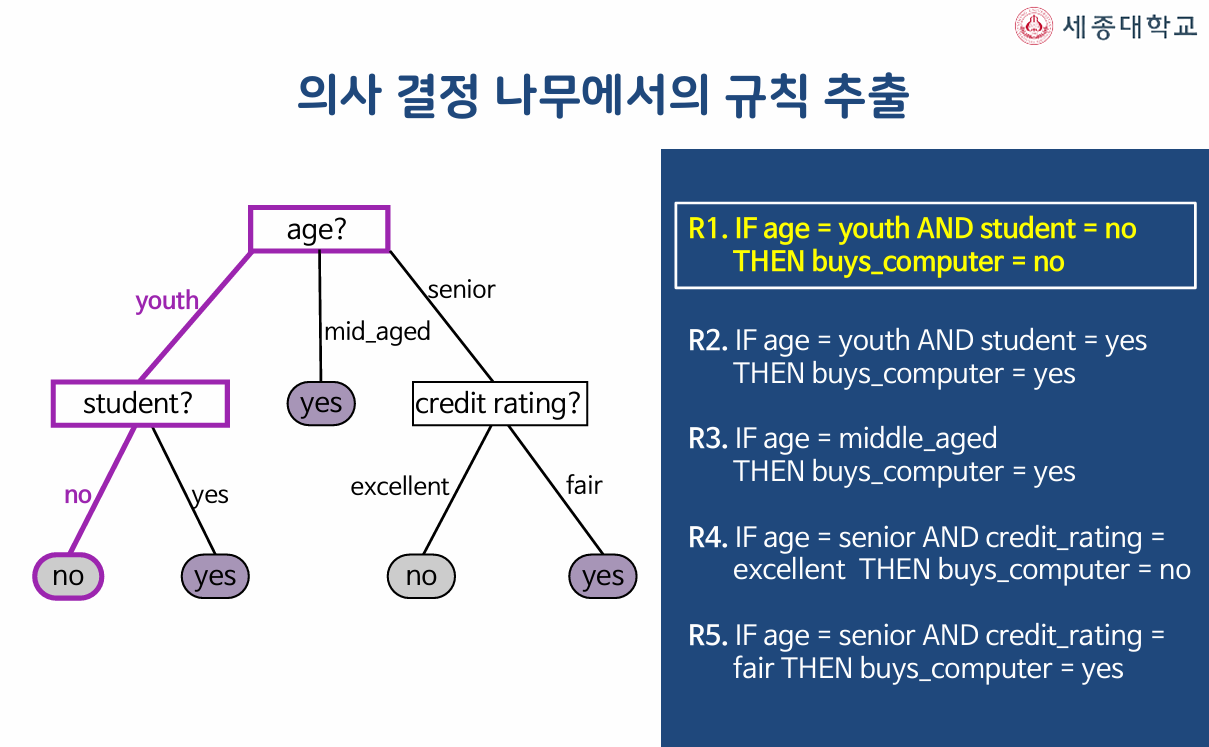 세종대학교
의사 결정 나무에서의 규칙 추출
age?
youth
mid_aged
senior
student?
yes
credit rating?
no
yes
excellent
fair
no
yes
no
yes
R1. IF age = youth AND student = no
THEN buys_computer = no
R2. IF age = youth AND student = yes
THEN buys_computer = yes
R3. IF age = middle_aged
THEN buys_computer = yes
R4. IF age = senior AND credit_rating =
excellent THEN buys_computer = no
R5. IF age = senior AND credit_rating =
fair THEN buys_computer = yes